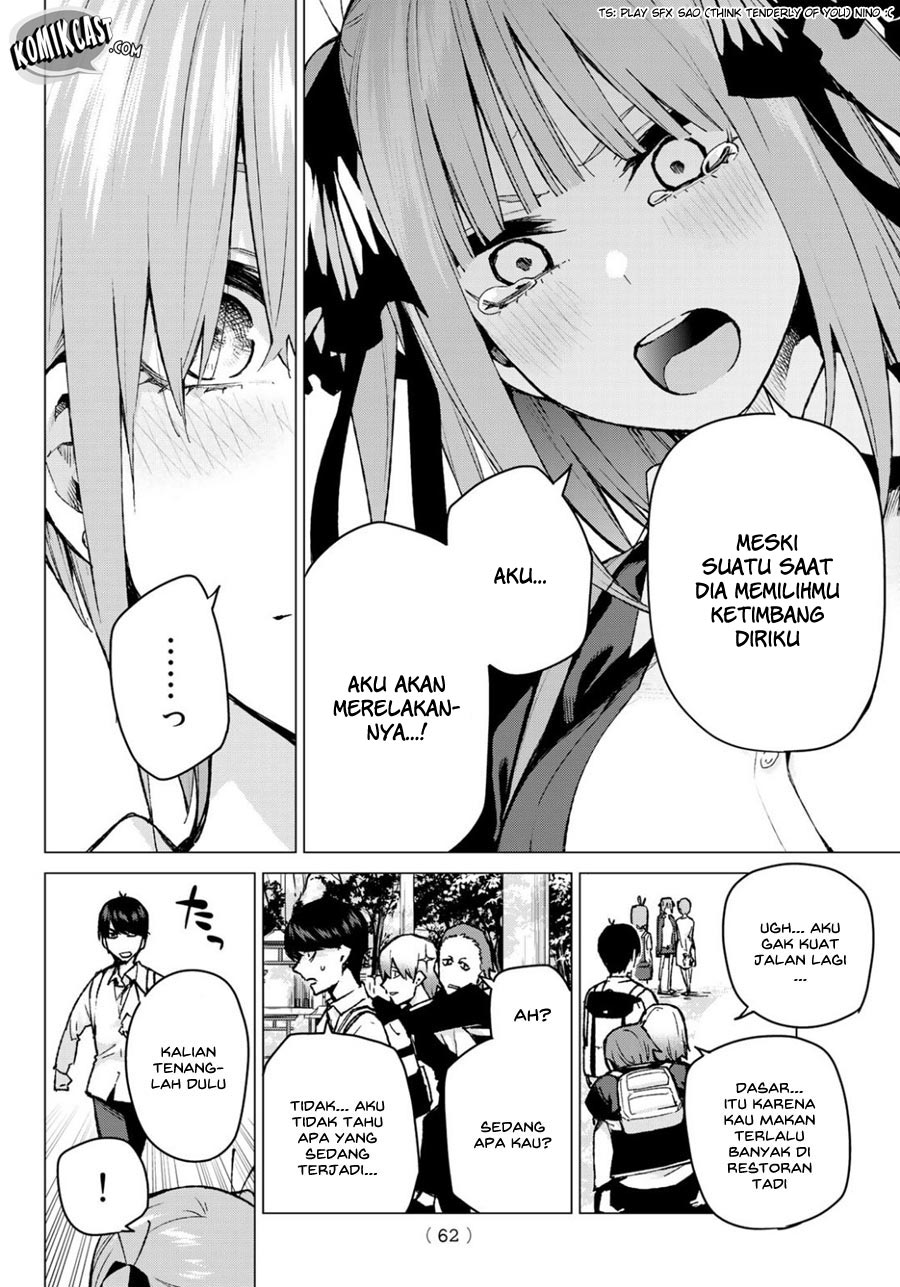 KOMIKCAST
TS: PLAY SFX SAO (THINK TENDERLY OF YOU) NINO :C
MESKI
SUATU SAAT
DIA MEMILIHMU
KETIMBANG
DIRIKU
AKU...
AKU AKAN
MERELAKAN-
NYA...!
......っ
UGH... AKU
GAK KUAT
JALAN LAGI
...
DASAR...
ITU KARENA
KAU MAKAN
TERLALU
BANYAK DI
RESTORAN
TADI
AH?
SEDANG
APA KAU?
TIDAK... AKU
TIDAK TAHU
APA YANG
SEDANG
TERJADI...
たっ
KALIAN
TENANG-
LAH DULU
!
( 62 )